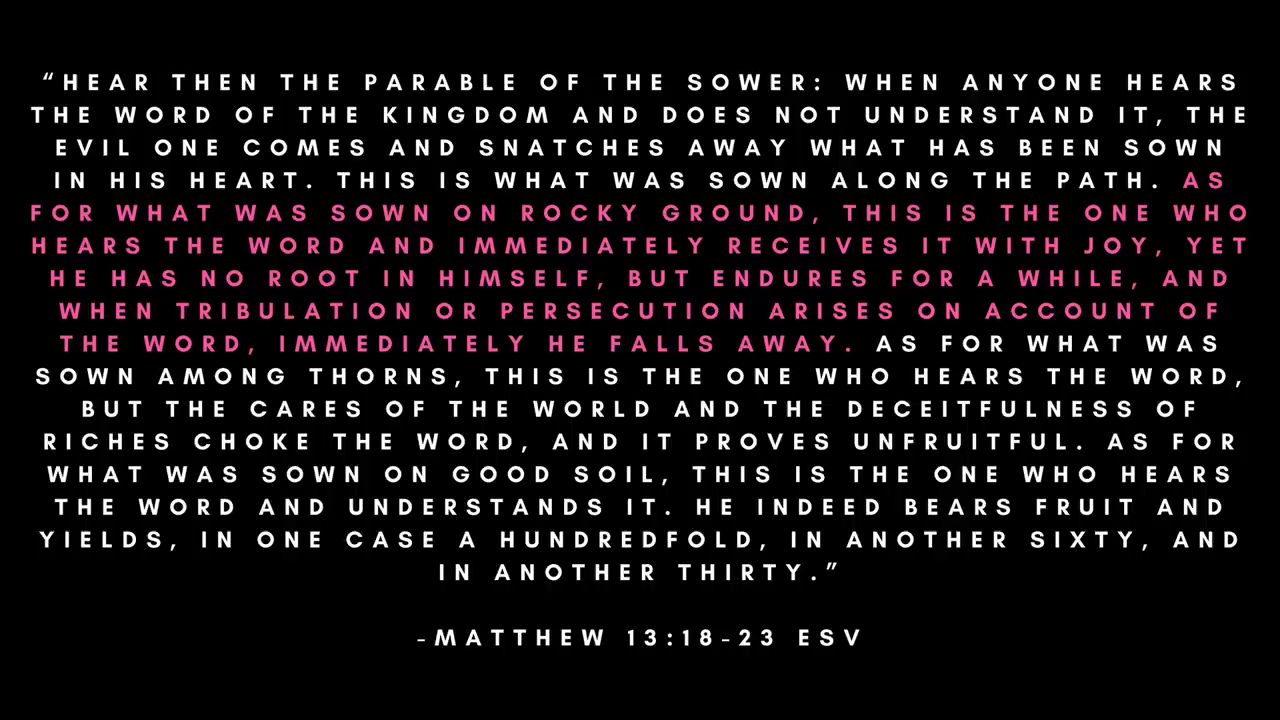 “HEAR THEN THE PARABLE OF THE SOWER: WHEN ANYONE HEARS
THE WORD OF THE KINGDOM AND DOES NOT UNDERSTAND IT, THE
EVIL ONE COMES AND SNATCHES AWAY WHAT HAS BEEN SOWN
IN HIS HEART. THIS IS WHAT WAS SOWN ALONG THE PATH. AS
FOR WHAT WAS SOWN ON ROCKY GROUND, THIS IS THE ONE WHO
HEARS THE WORD AND IMMEDIATELY RECEIVES IT WITH JOY, YET
HE HAS NO ROOT IN HIMSELF, BUT ENDURES FOR A WHILE, AND
WHEN TRIBULATION OR PERSECUTION ARISES ON ACCOUNT OF
THE WORD, IMMEDIATELY HE FALLS AWAY. AS FOR WHAT WAS
SOWN AMONG THORNS, THIS IS THE ONE WHO HEARS THE WORD,
BUT THE CARES OF THE WORLD AND THE DECEITFULNESS OF
RICHES CHOKE THE WORD, AND IT PROVES UNFRUITFUL. AS FOR
WHAT WAS SOWN ON GOOD SOIL, THIS IS THE ONE WHO HEARS
THE WORD AND UNDERSTANDS IT. HE INDEED BEARS FRUIT AND
YIELDS, IN ONE CASE A HUNDREDFOLD, IN ANOTHER SIXTY, AND
IN ANOTHER THIRTY.”
-MATTHEW 13:18-23 ESV